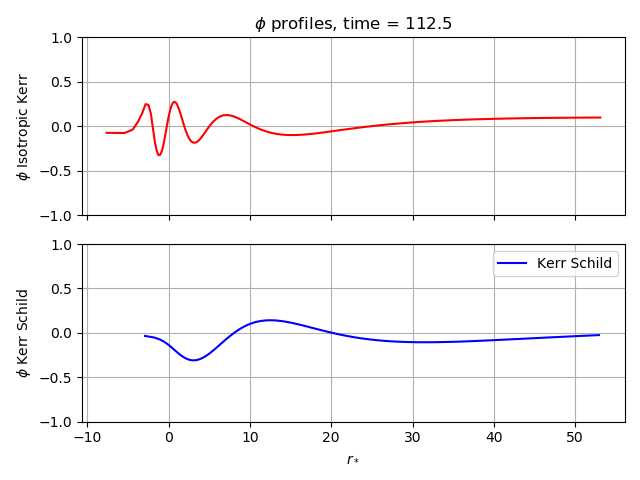 ϕ profiles, time = 112.5
ϕ Isotropic Kerr
1.0
0.5
0.0
−0.5
−1.0
ϕ Kerr Schild
1.0
0.5
0.0
−0.5
−1.0
Kerr Schild
−10 0 10 20 30 40 50
r*